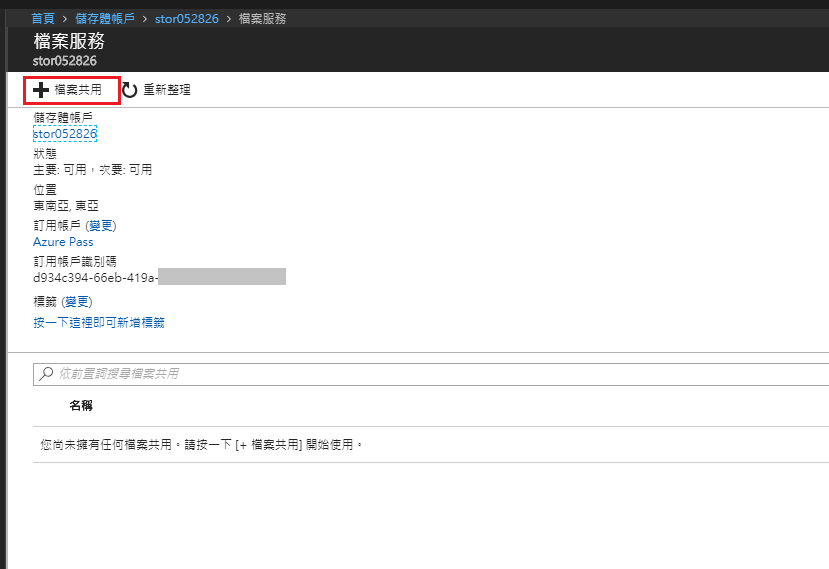 首頁 > 儲存體帳戶 > stor052826 > 檔案服務
檔案服務
stor052826
檔案共用 重新整理
儲存體帳戶
stor052826
狀態
主要: 可用，次要: 可用
位置
東南亞, 東亞
訂用帳戶 (變更)
Azure Pass
訂用帳戶識別碼
d934c394-66eb-419a-
標籤 (變更)
按一下這裡即可新增標籤
依前置詞搜尋檔案共用
名稱
您尚未擁有任何檔案共用。請按一下 [+ 檔案共用] 開始使用。